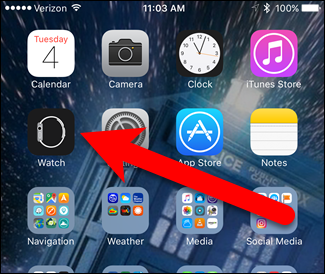 Verizon 11:03 AM 100%
Tuesday
4
Calendar Camera Clock iTunes Store
Watch App Store Notes
Navigation Weather Media Social Media